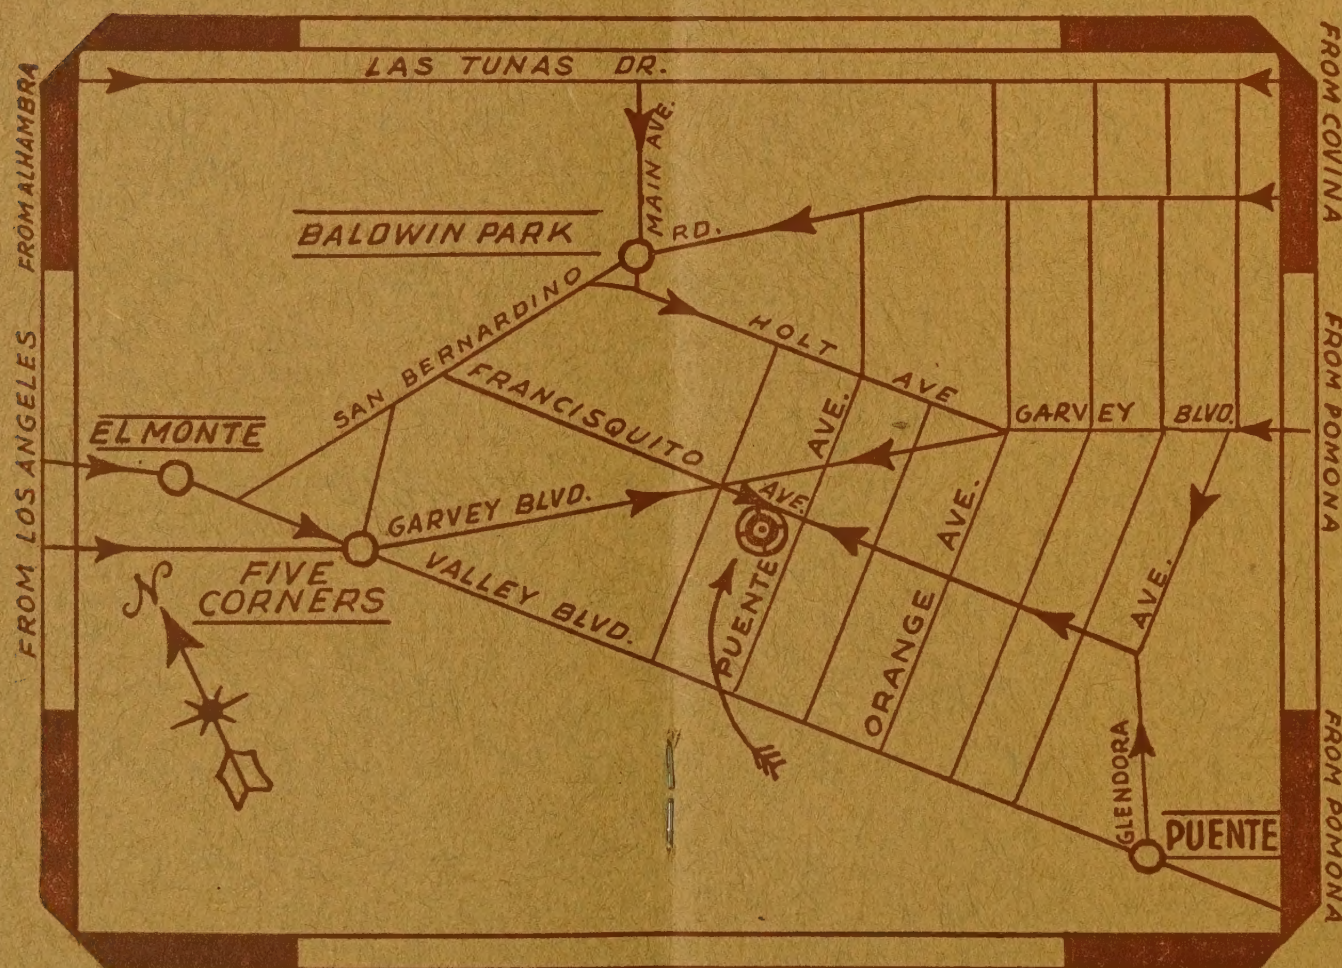 LAS TUNAS DR.
FROM ALHAMBRA
FROM COVINA
MAIN AVE.
BALDWIN PARK
RD.
SAN BERNARDINO
HOLT AVE
FRANCISQUITO AVE.
GARVEY BLVD.
EL MONTE
FROM LOS ANGELES
FROM POMONA
GARVEY BLVD.
FIVE
CORNERS
VALLEY BLVD.
N
PUENTE AVE.
ORANGE AVE.
GLENDORA AVE.
PUENTE
FROM POMONA